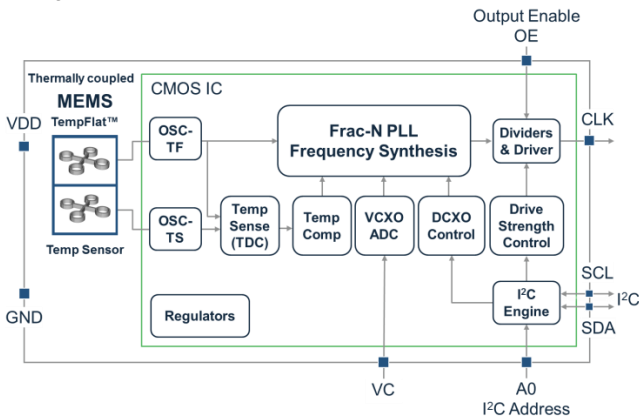 Output Enable
OE
Thermally coupled
MEMS
TempFlat™
CMOS IC
VDD
CLK
OSC-
TF
Frac-N PLL
Frequency Synthesis
Dividers
& Driver
OSC-
TS
Temp
Sense
(TDC)
Temp
Comp
VCXO
ADC
DCXO
Control
Drive
Strength
Control
Temp Sensor
SCL
I²C
SDA
I²C
Engine
GND
Regulators
VC
A0
I²C Address